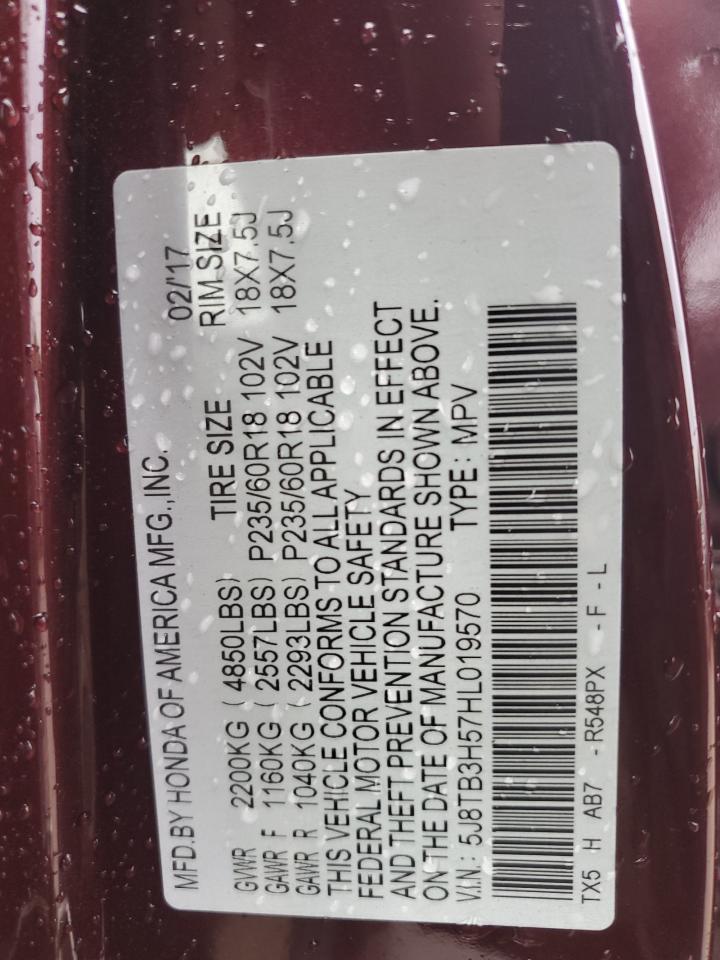 MFD.BY HONDA OF AMERICA MFG.,INC. 02/'17
TIRE SIZE RIM SIZE
GVWR 2200KG ( 4850LBS)
GAWR F 1160KG ( 2557LBS) P235/60R18 102V 18X7.5J
GAWR R 1040KG ( 2293LBS) P235/60R18 102V 18X7.5J
THIS VEHICLE CONFORMS TO ALL APPLICABLE
FEDERAL MOTOR VEHICLE SAFETY
AND THEFT PREVENTION STANDARDS IN EFFECT
ON THE DATE OF MANUFACTURE SHOWN ABOVE.
V.I.N.: 5J8TB3H57HL019570 TYPE: MPV
TX5 H AB7 - R548PX - F - L